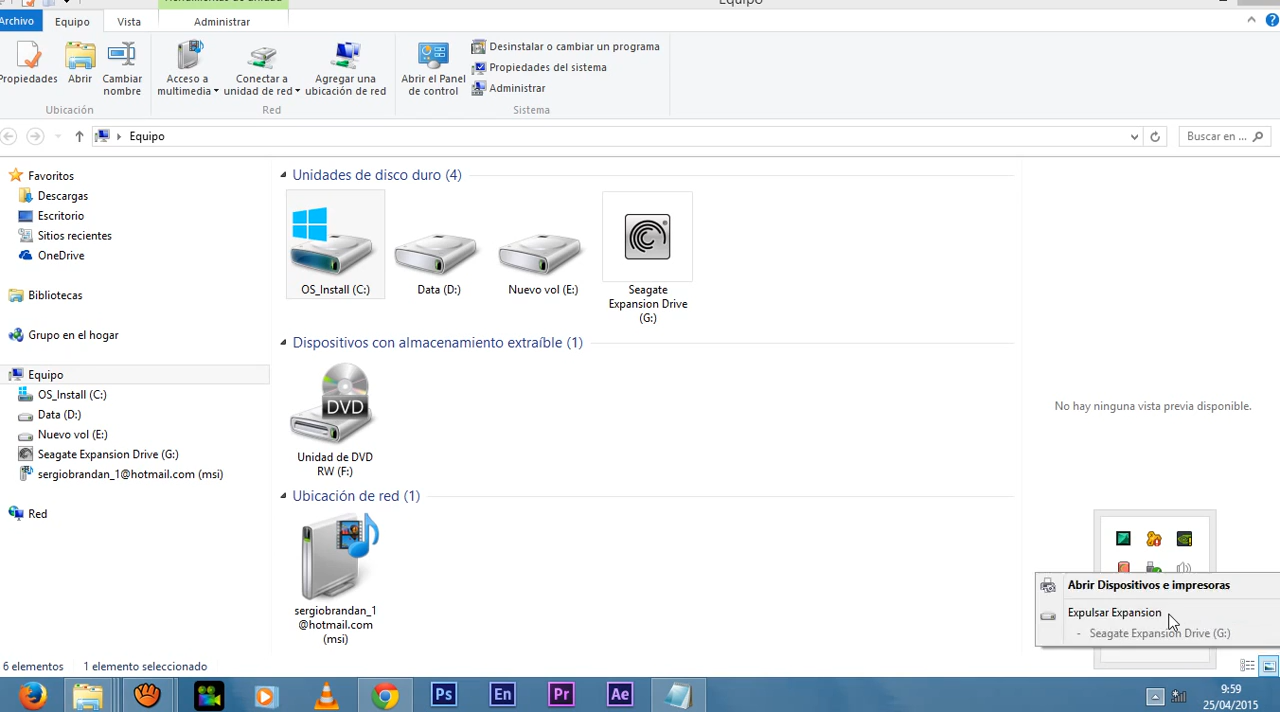 Equipo
Herramientas de unidad
Archivo
Equipo
Vista
Administrar
Propiedades
Abrir
Cambiar
nombre
Ubicación
Acceso a
multimedia
Conectar a
unidad de red
Agregar una
ubicación de red
Red
Abrir el Panel
de control
Desinstalar o cambiar un programa
Propiedades del sistema
Administrar
Sistema
Equipo
Buscar en ...
Favoritos
Descargas
Escritorio
Sitios recientes
OneDrive
Bibliotecas
Grupo en el hogar
Equipo
OS_Install (C:)
Data (D:)
Nuevo vol (E:)
Seagate Expansion Drive (G:)
sergiobrandan_1@hotmail.com (msi)
Red
Unidades de disco duro (4)
OS_Install (C:)
Data (D:)
Nuevo vol (E:)
Seagate
Expansion Drive
(G:)
Dispositivos con almacenamiento extraíble (1)
DVD
Unidad de DVD
RW (F:)
Ubicación de red (1)
sergiobrandan_1
@hotmail.com
(msi)
No hay ninguna vista previa disponible.
Abrir Dispositivos e impresoras
Expulsar Expansion
- Seagate Expansion Drive (G:)
6 elementos
1 elemento seleccionado
Ps
En
Pr
Ae
9:59
25/04/2015